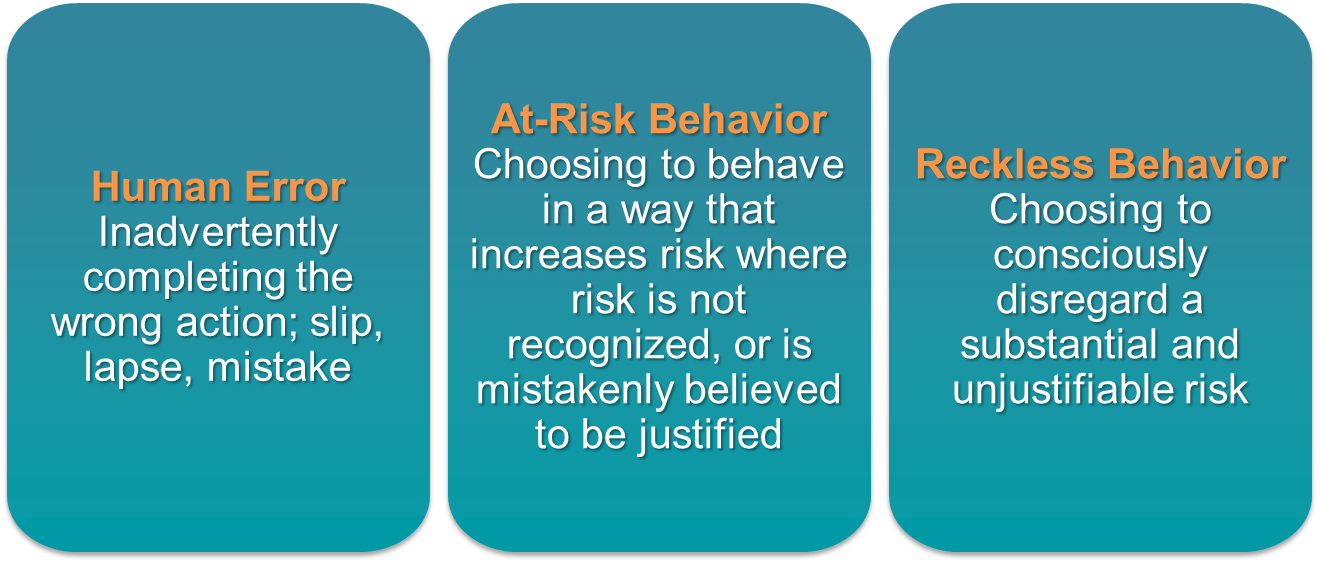 Human Error
Inadvertently
completing the
wrong action; slip,
lapse, mistake
At-Risk Behavior
Choosing to behave
in a way that
increases risk where
risk is not
recognized, or is
mistakenly believed
to be justified
Reckless Behavior
Choosing to
consciously
disregard a
substantial and
unjustifiable risk